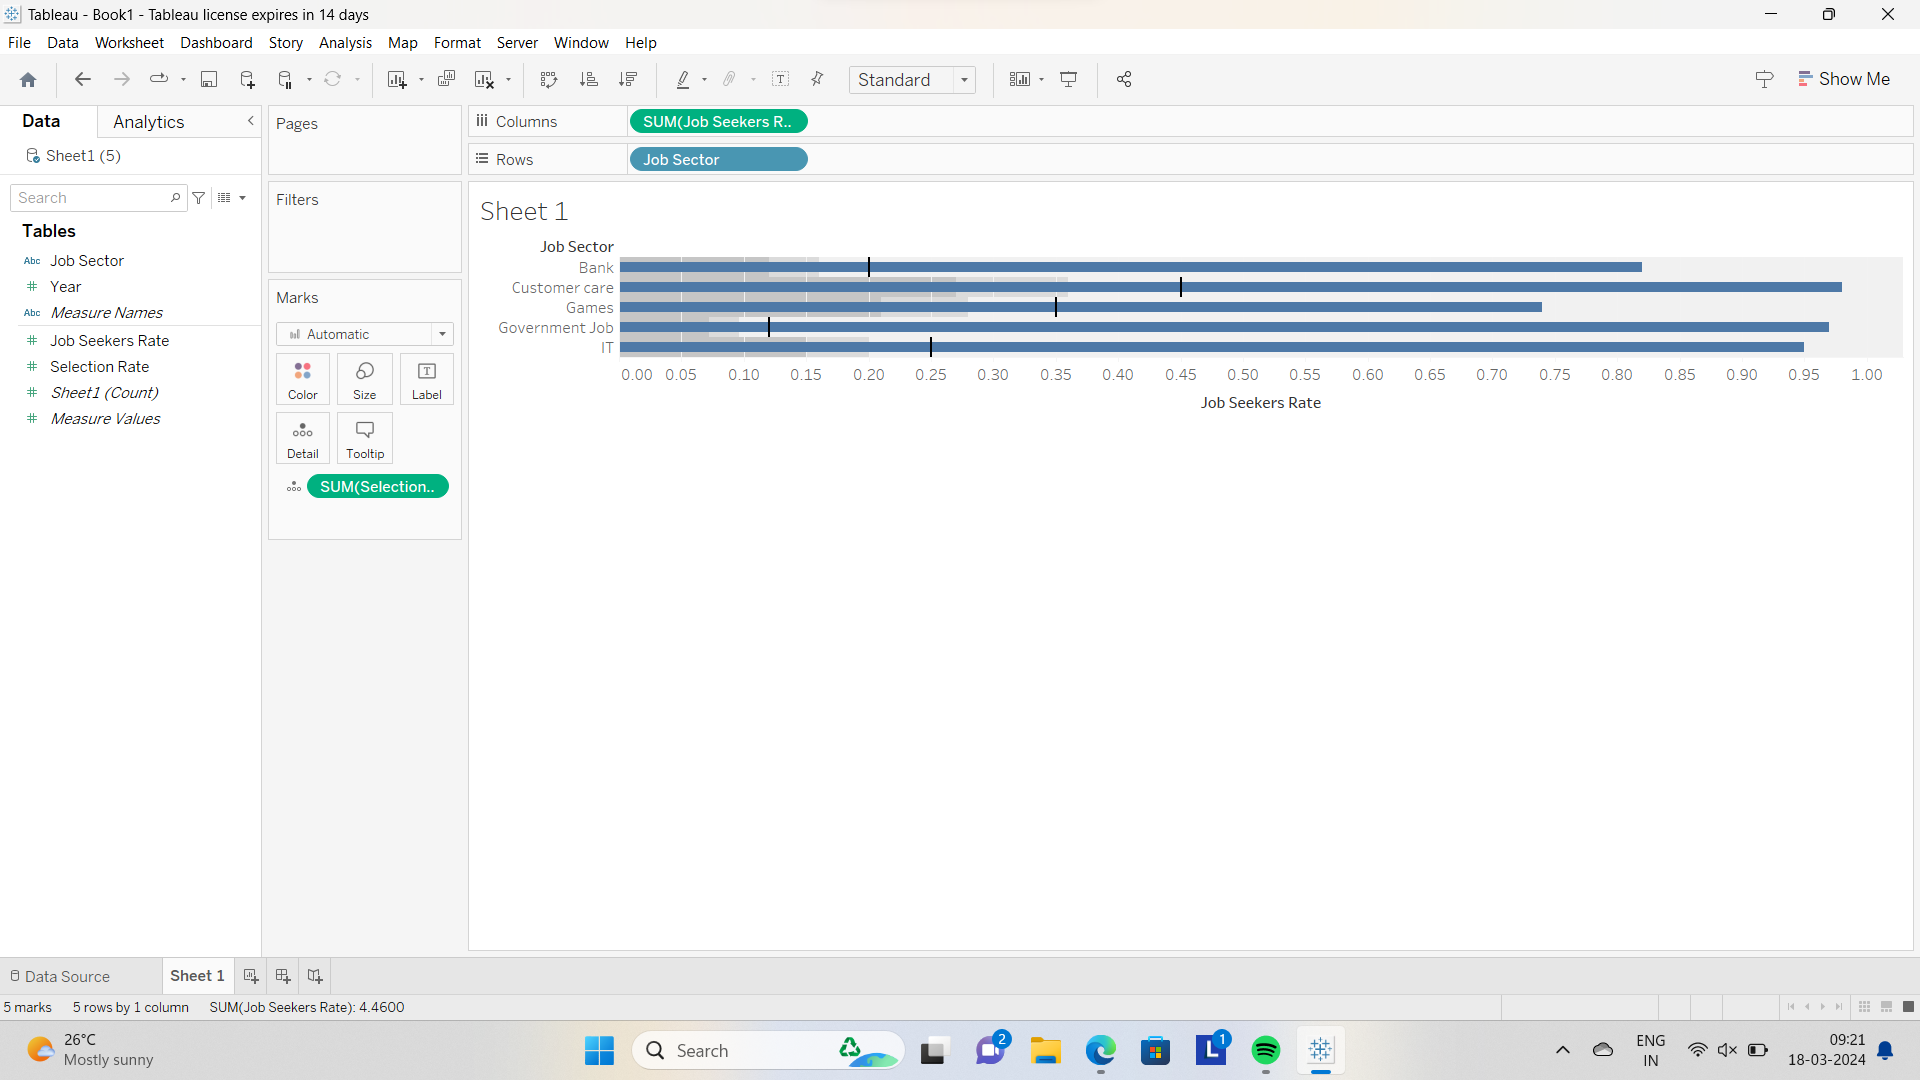 Tableau - Book1 - Tableau license expires in 14 days
File Data Worksheet Dashboard Story Analysis Map Format Server Window Help
Standard
Show Me
Data Analytics
Sheet1 (5)
Search
Tables
Abc Job Sector
# Year
Abc Measure Names
# Job Seekers Rate
# Selection Rate
# Sheet1 (Count)
# Measure Values
Pages
Filters
Marks
Automatic
Color Size Label
Detail Tooltip
SUM(Selection..
Columns SUM(Job Seekers R..
Rows Job Sector
Sheet 1
Job Sector
Bank
Customer care
Games
Government Job
IT
0.00 0.05 0.10 0.15 0.20 0.25 0.30 0.35 0.40 0.45 0.50 0.55 0.60 0.65 0.70 0.75 0.80 0.85 0.90 0.95 1.00
Job Seekers Rate
Data Source Sheet 1
5 marks 5 rows by 1 column SUM(Job Seekers Rate): 4.4600
26°C
Mostly sunny
Search
2
L
1
ENG
IN
09:21
18-03-2024